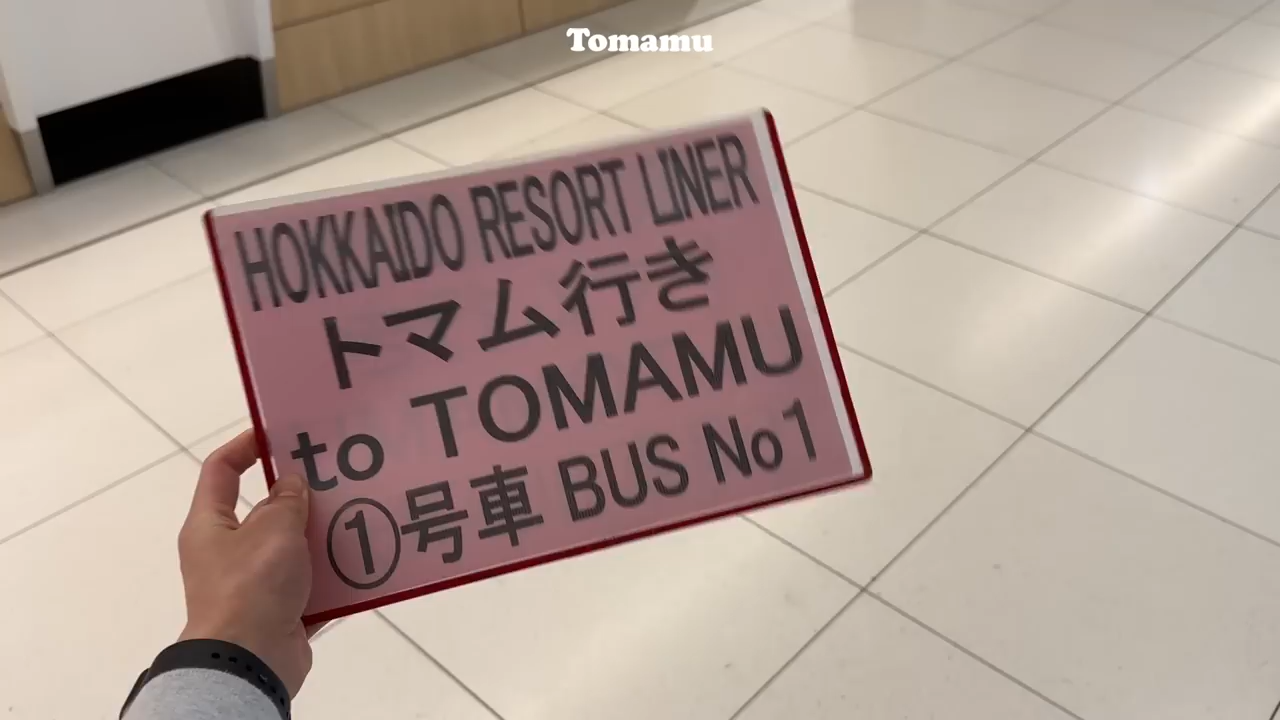 Tomamu
HOKKAIDO RESORT LINER
トマム行き
to TOMAMU
①号車 BUS No1